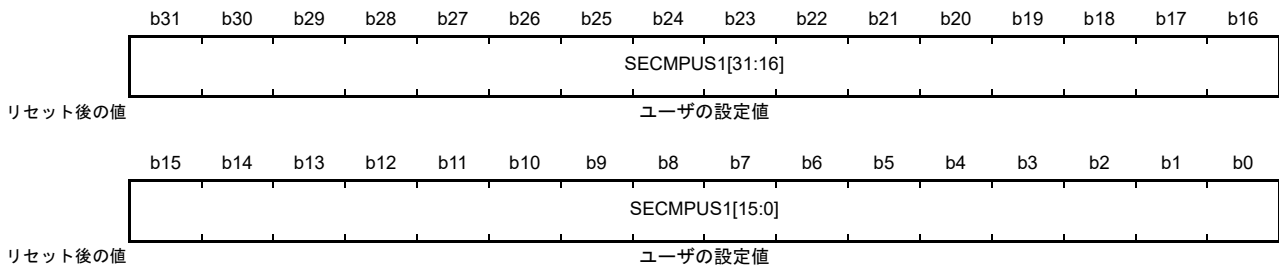 b31 b30 b29 b28 b27 b26 b25 b24 b23 b22 b21 b20 b19 b18 b17 b16
SECMPUS1[31:16]
リセット後の値 ユーザの設定値
b15 b14 b13 b12 b11 b10 b9 b8 b7 b6 b5 b4 b3 b2 b1 b0
SECMPUS1[15:0]
リセット後の値 ユーザの設定値